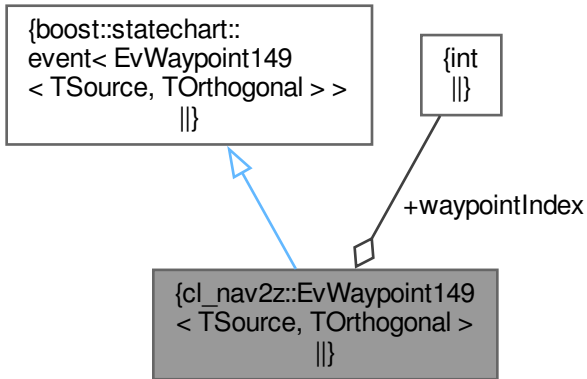 {boost::statechart::
event< EvWaypoint149
< TSource, TOrthogonal > >
||}
{int
||}
+waypointIndex
{cl_nav2z::EvWaypoint149
< TSource, TOrthogonal >
||}